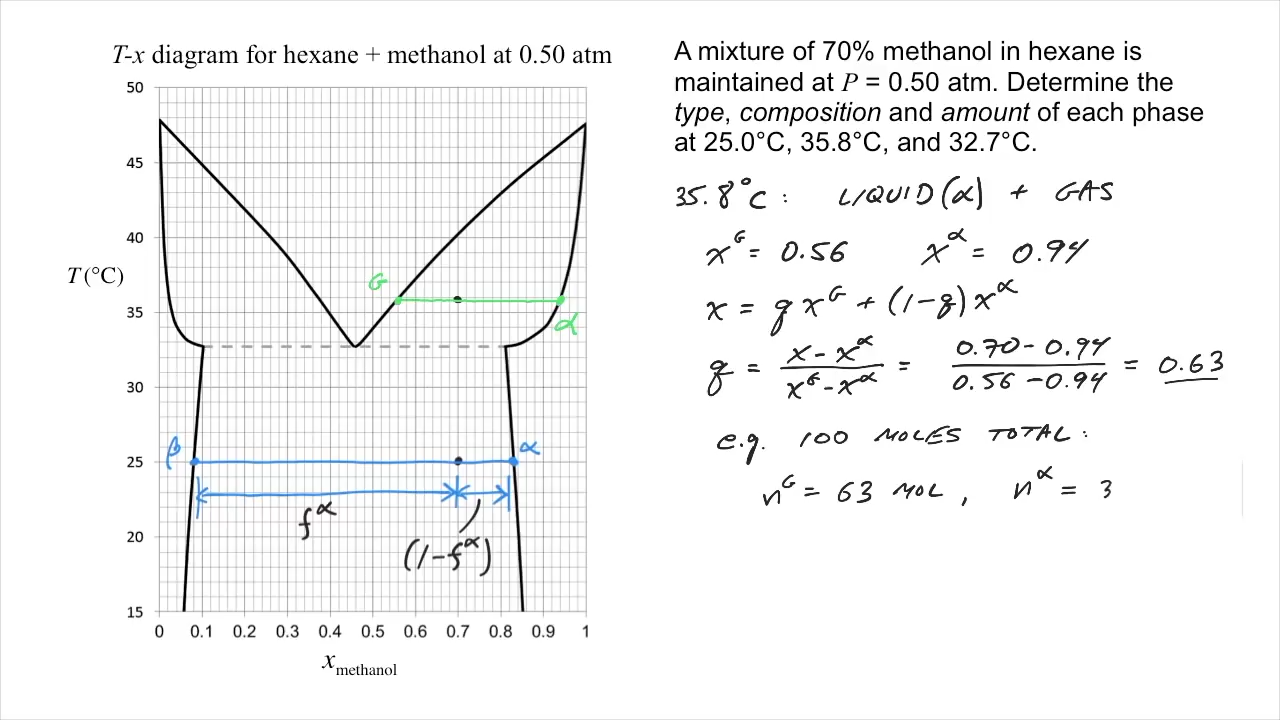 T-x diagram for hexane + methanol at 0.50 atm
50
45
40
35
30
25
20
15
T (°C)
0 0.1 0.2 0.3 0.4 0.5 0.6 0.7 0.8 0.9 1
x methanol
G
α
β
α
f^α
(1-f^α)
A mixture of 70% methanol in hexane is
maintained at P = 0.50 atm. Determine the
type, composition and amount of each phase
at 25.0°C, 35.8°C, and 32.7°C.
35.8°C: LIQUID(α) + GAS
x^G = 0.56 x^α = 0.94
x = g x^G + (1-g) x^α
g = (x - x^α)/(x^G - x^α) = (0.70 - 0.94)/(0.56 - 0.94) = 0.63
e.g. 100 MOLES TOTAL:
n^G = 63 MOL, n^α = 3